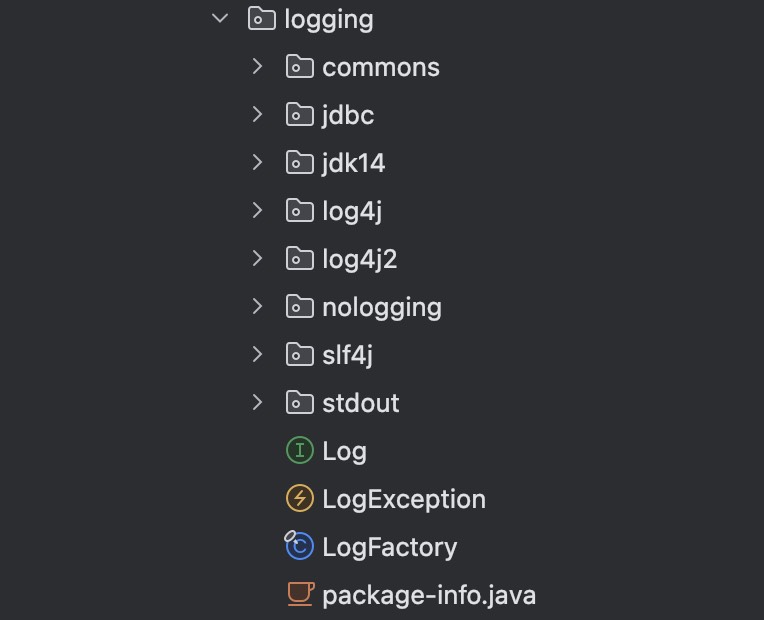 logging
commons
jdbc
jdk14
log4j
log4j2
nologging
slf4j
stdout
Log
LogException
LogFactory
package-info.java